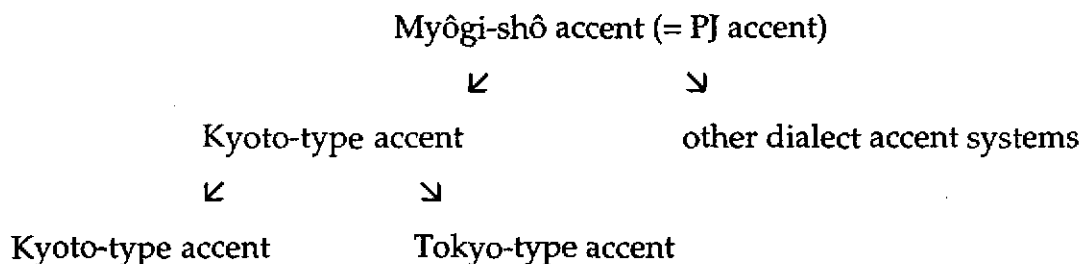 Myôgi-shô accent (= PJ accent)
↙ ↘
Kyoto-type accent other dialect accent systems
↙ ↘
Kyoto-type accent Tokyo-type accent